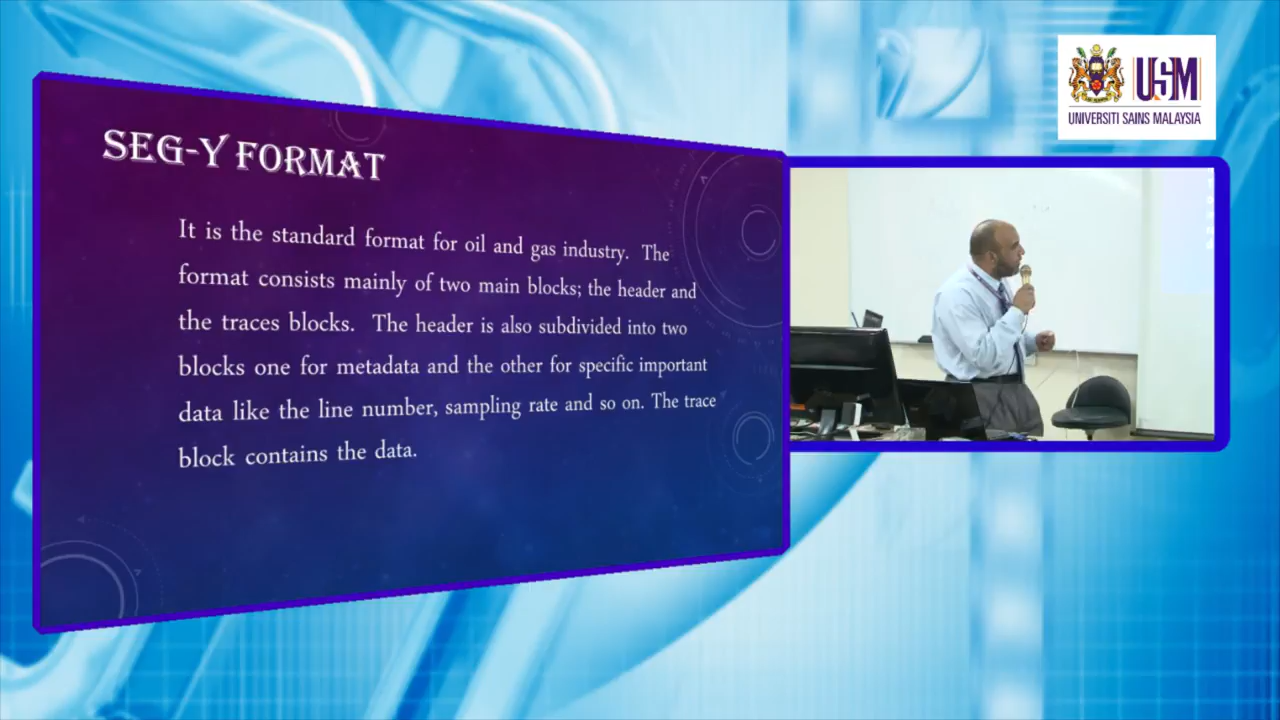 SEG-Y FORMAT
It is the standard format for oil and gas industry. The
format consists mainly of two main blocks; the header and
the traces blocks. The header is also subdivided into two
blocks one for metadata and the other for specific important
data like the line number, sampling rate and so on. The trace
block contains the data.
USM
UNIVERSITI SAINS MALAYSIA